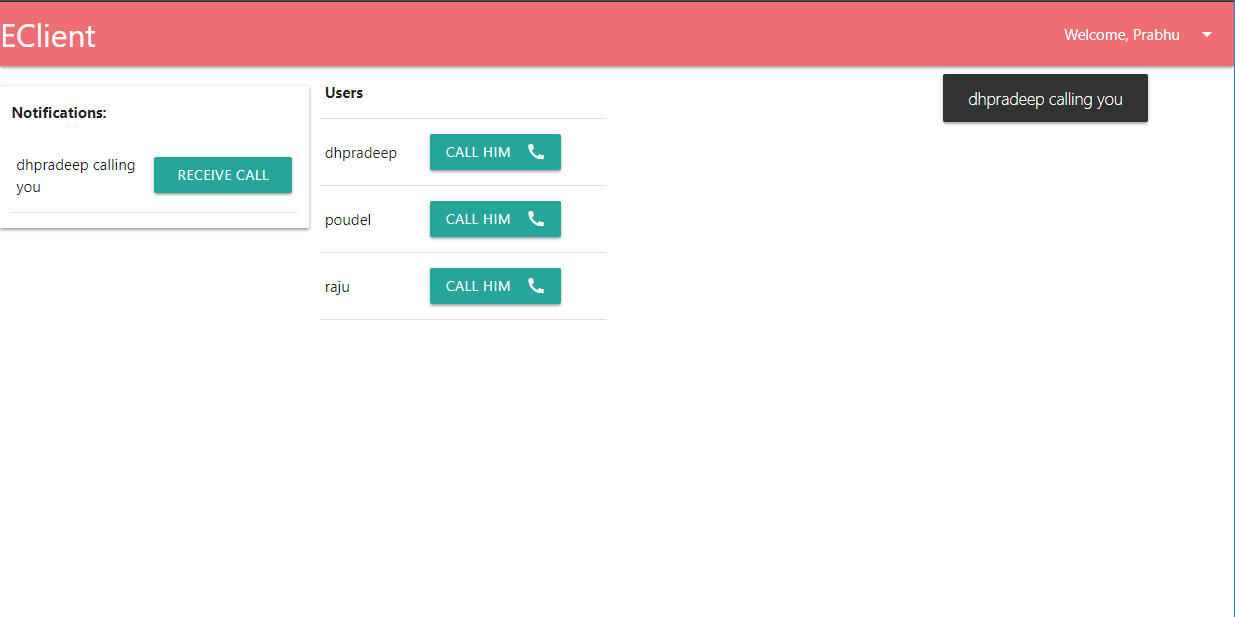 EClient
Welcome, Prabhu
Notifications:
dhpradeep calling
you
RECEIVE CALL
Users
dhpradeep CALL HIM
poudel CALL HIM
raju CALL HIM
dhpradeep calling you